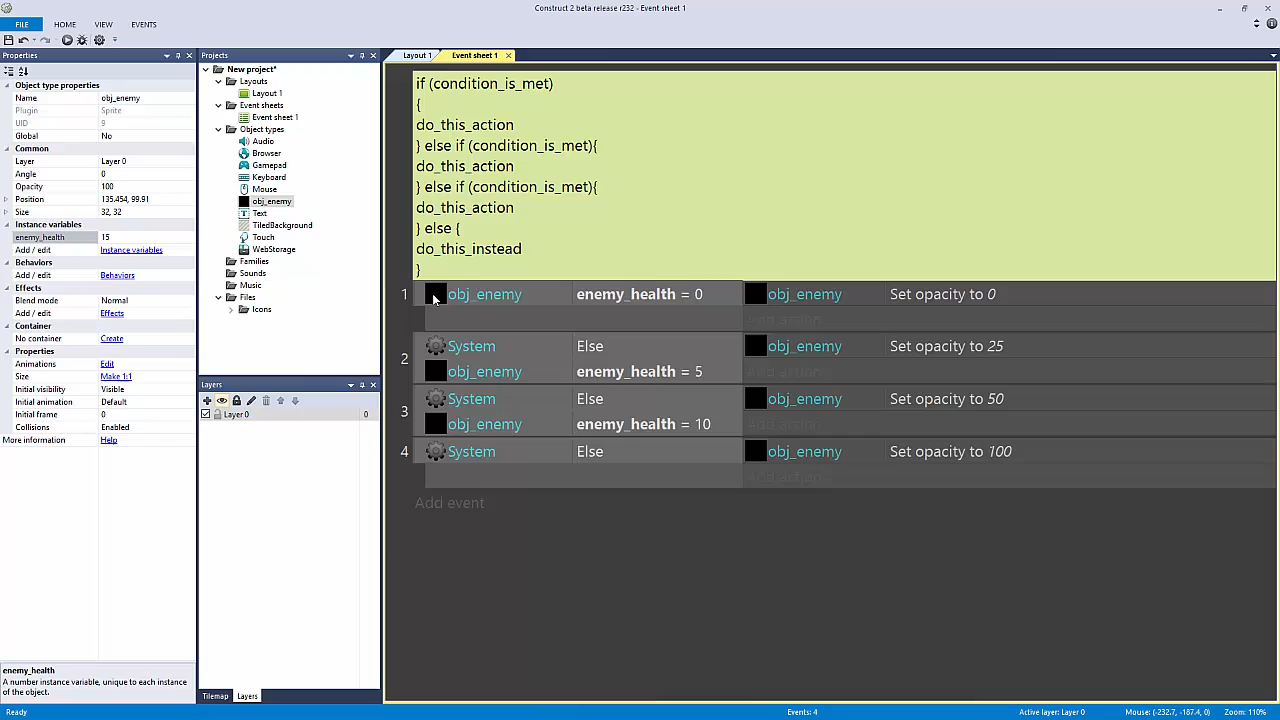 Construct 2 beta release r232 - Event sheet 1
FILE
HOME
VIEW
EVENTS
Properties
Object type properties
Name obj_enemy
Plugin Sprite
UID 9
Global No
Common
Layer Layer 0
Angle 0
Opacity 100
Position 135.454, 99.91
Size 32, 32
Instance variables
enemy_health 15
Add / edit Instance variables
Behaviors
Add / edit Behaviors
Effects
Blend mode Normal
Add / edit Effects
Container
No container Create
Properties
Animations Edit
Size Make 1:1
Initial visibility Visible
Initial animation Default
Initial frame 0
Collisions Enabled
More information Help
enemy_health
A number instance variable, unique to each instance
of the object.
Projects
New project*
Layouts
Layout 1
Event sheets
Event sheet 1
Object types
Audio
Browser
Gamepad
Keyboard
Mouse
obj_enemy
Text
TiledBackground
Touch
WebStorage
Families
Sounds
Music
Files
Icons
Layers
Layer 0 0
Tilemap Layers
Layout 1
Event sheet 1
if (condition_is_met)
{
do_this_action
} else if (condition_is_met){
do_this_action
} else if (condition_is_met){
do_this_action
} else {
do_this_instead
}
1 obj_enemy enemy_health = 0 obj_enemy Set opacity to 0
Add action...
2 System Else obj_enemy Set opacity to 25
obj_enemy enemy_health = 5 Add action...
3 System Else obj_enemy Set opacity to 50
obj_enemy enemy_health = 10 Add action...
4 System Else obj_enemy Set opacity to 100
Add action...
Add event
Ready
Events: 4
Active layer: Layer 0
Mouse: (-232.7, -187.4, 0)
Zoom: 110%